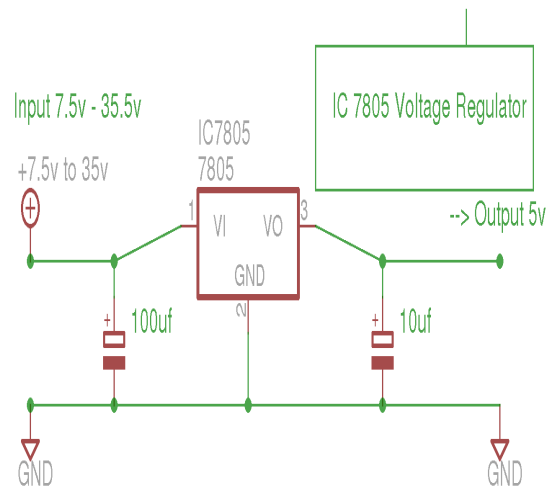 IC 7805 Voltage Regulator
Input 7.5v - 35.5v
IC7805
7805
+7.5v to 35v
1
VI
VO
3
--> Output 5v
GND
2
+
100uf
+
10uf
GND
GND